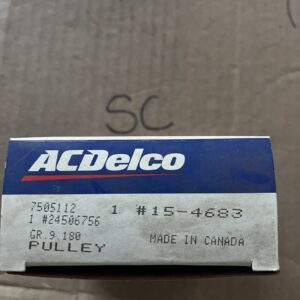 SC
ACDelco
7505112 1 #15-4683
1 #24506756
GR.9.180 MADE IN CANADA
PULLEY